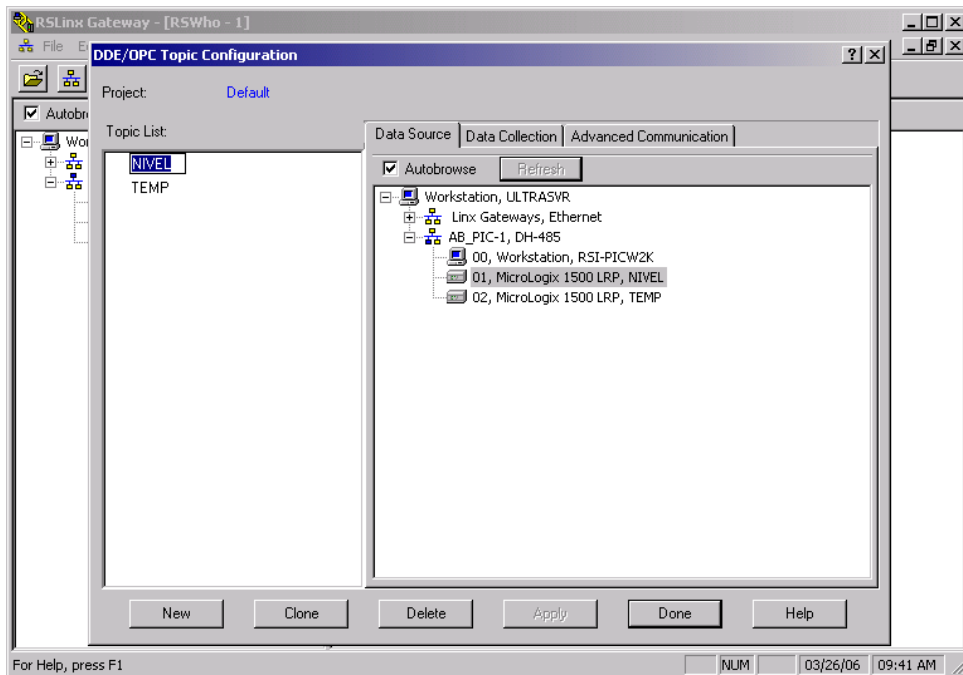 RSLinx Gateway - [RSWho - 1]
File E
DDE/OPC Topic Configuration
Project: Default
Autobr
Topic List:
Data Source Data Collection Advanced Communication
NIVEL
TEMP
Autobrowse Refresh
Workstation, ULTRASVR
Linx Gateways, Ethernet
AB_PIC-1, DH-485
00, Workstation, RSI-PICW2K
01, MicroLogix 1500 LRP, NIVEL
02, MicroLogix 1500 LRP, TEMP
Wor
New Clone Delete Apply Done Help
For Help, press F1 NUM 03/26/06 09:41 AM